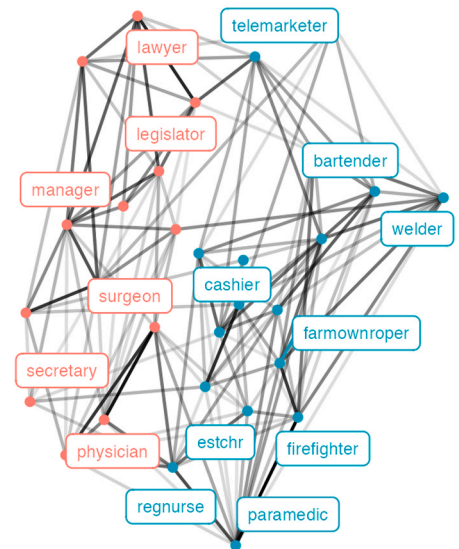 telemarketer
lawyer
legislator
bartender
manager
welder
surgeon
cashier
farmownroper
secretary
physician
estchr
firefighter
regnurse
paramedic